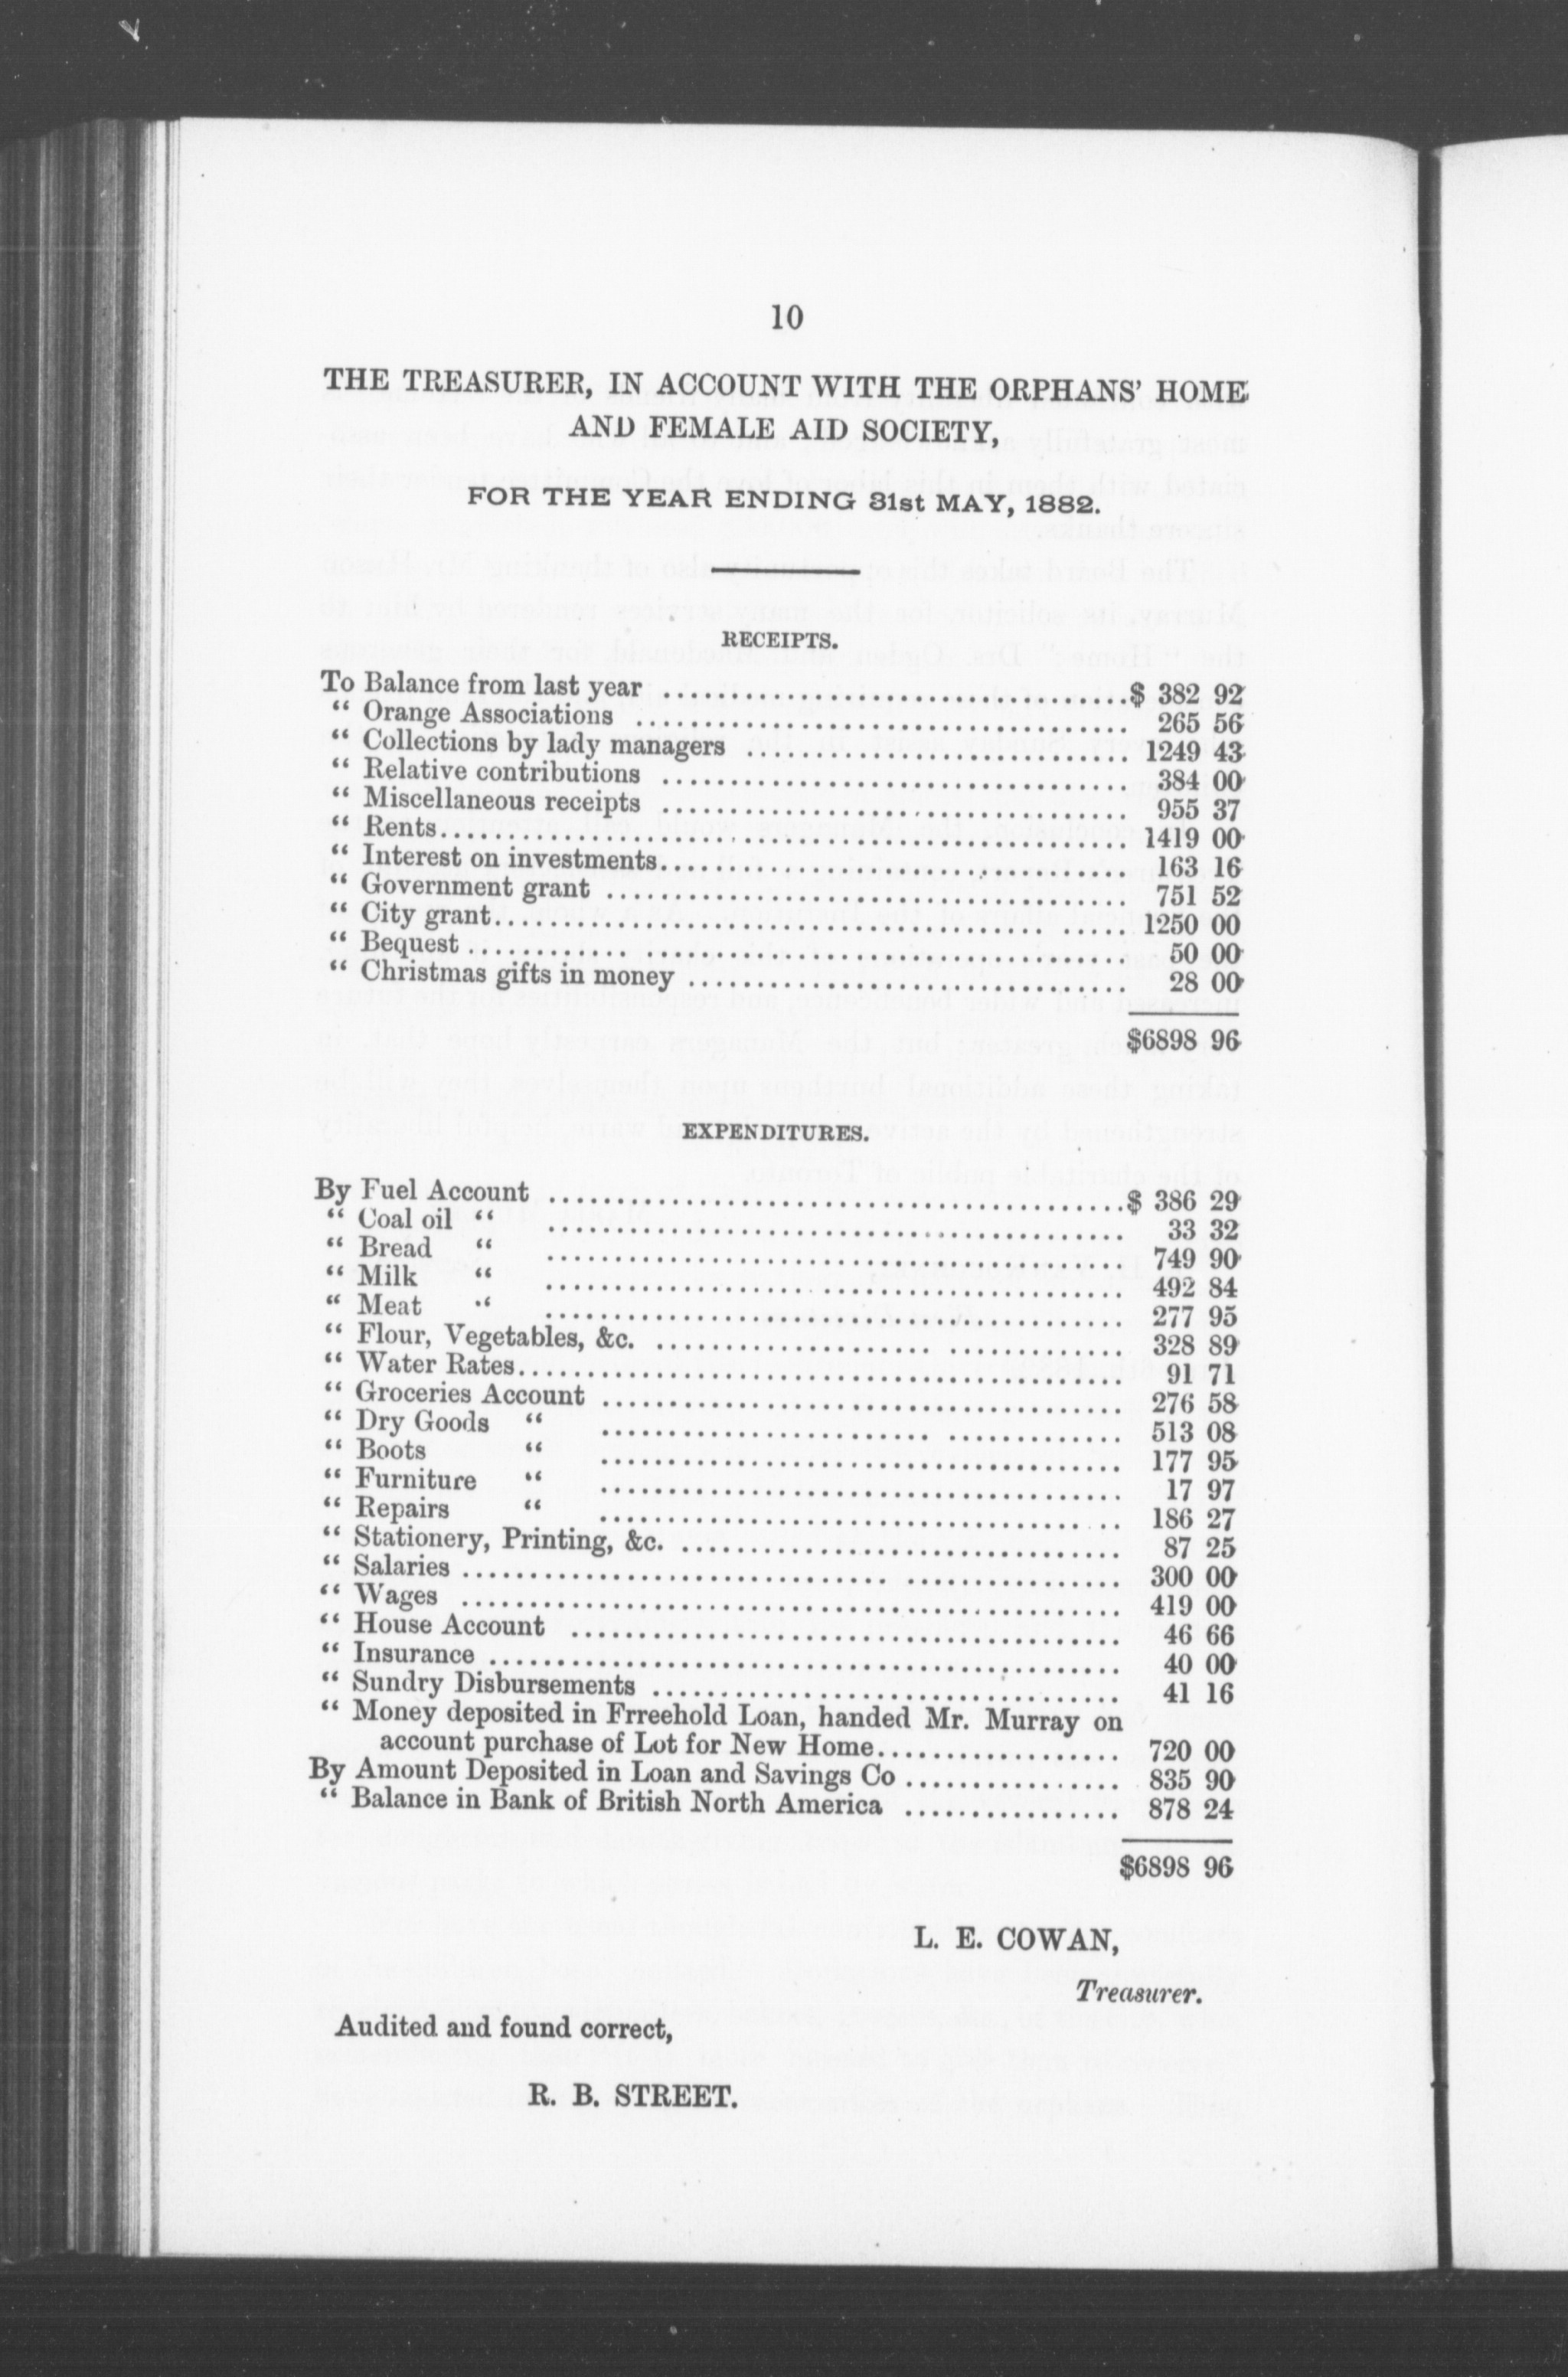 10
THE TREASURER, IN ACCOUNT WITH THE ORPHANS' HOME
AND FEMALE AID SOCIETY,
FOR THE YEAR ENDING 31st MAY, 1882.
RECEIPTS.
To Balance from last year ..................................$ 382 92
“ Orange Associations .................................... 265 56
“ Collections by lady managers ............................ 1249 43
“ Relative contributions .................................. 384 00
“ Miscellaneous receipts .................................. 955 37
“ Rents................................................... 1419 00
“ Interest on investments.................................. 163 16
“ Government grant ....................................... 751 52
“ City grant......................................... ..... 1250 00
“ Bequest ............ ................................... 50 00
“ Christmas gifts in money ................................ 28 00
$6898 96
EXPENDITURES.
By Fuel Account ..........................................$ 386 29
“ Coal oil “ .......................................... 33 32
“ Bread “ .......................................... 749 90
“ Milk “ .......................................... 492 84
“ Meat “ .......................................... 277 95
“ Flour, Vegetables, &c. .................... ............. 328 89
“ Water Rates............................................. 91 71
“ Groceries Account ...................................... 276 58
“ Dry Goods “ ........................ ............. 513 08
“ Boots “ ...................................... 177 95
“ Furniture “ ...................................... 17 97
“ Repairs “ ................................... .. 186 27
“ Stationery, Printing, &c. ................................ 87 25
“ Salaries ............................... ................ 300 00
“ Wages ................................................ 419 00
“ House Account ........................................ 46 66
“ Insurance .............................................. 40 00
“ Sundry Disbursements .................................. 41 16
“ Money deposited in Frreehold Loan, handed Mr. Murray on
account purchase of Lot for New Home.................. 720 00
By Amount Deposited in Loan and Savings Co ................ 835 90
“ Balance in Bank of British North America ................ 878 24
$6898 96
L. E. COWAN,
Treasurer.
Audited and found correct,
R. B. STREET.